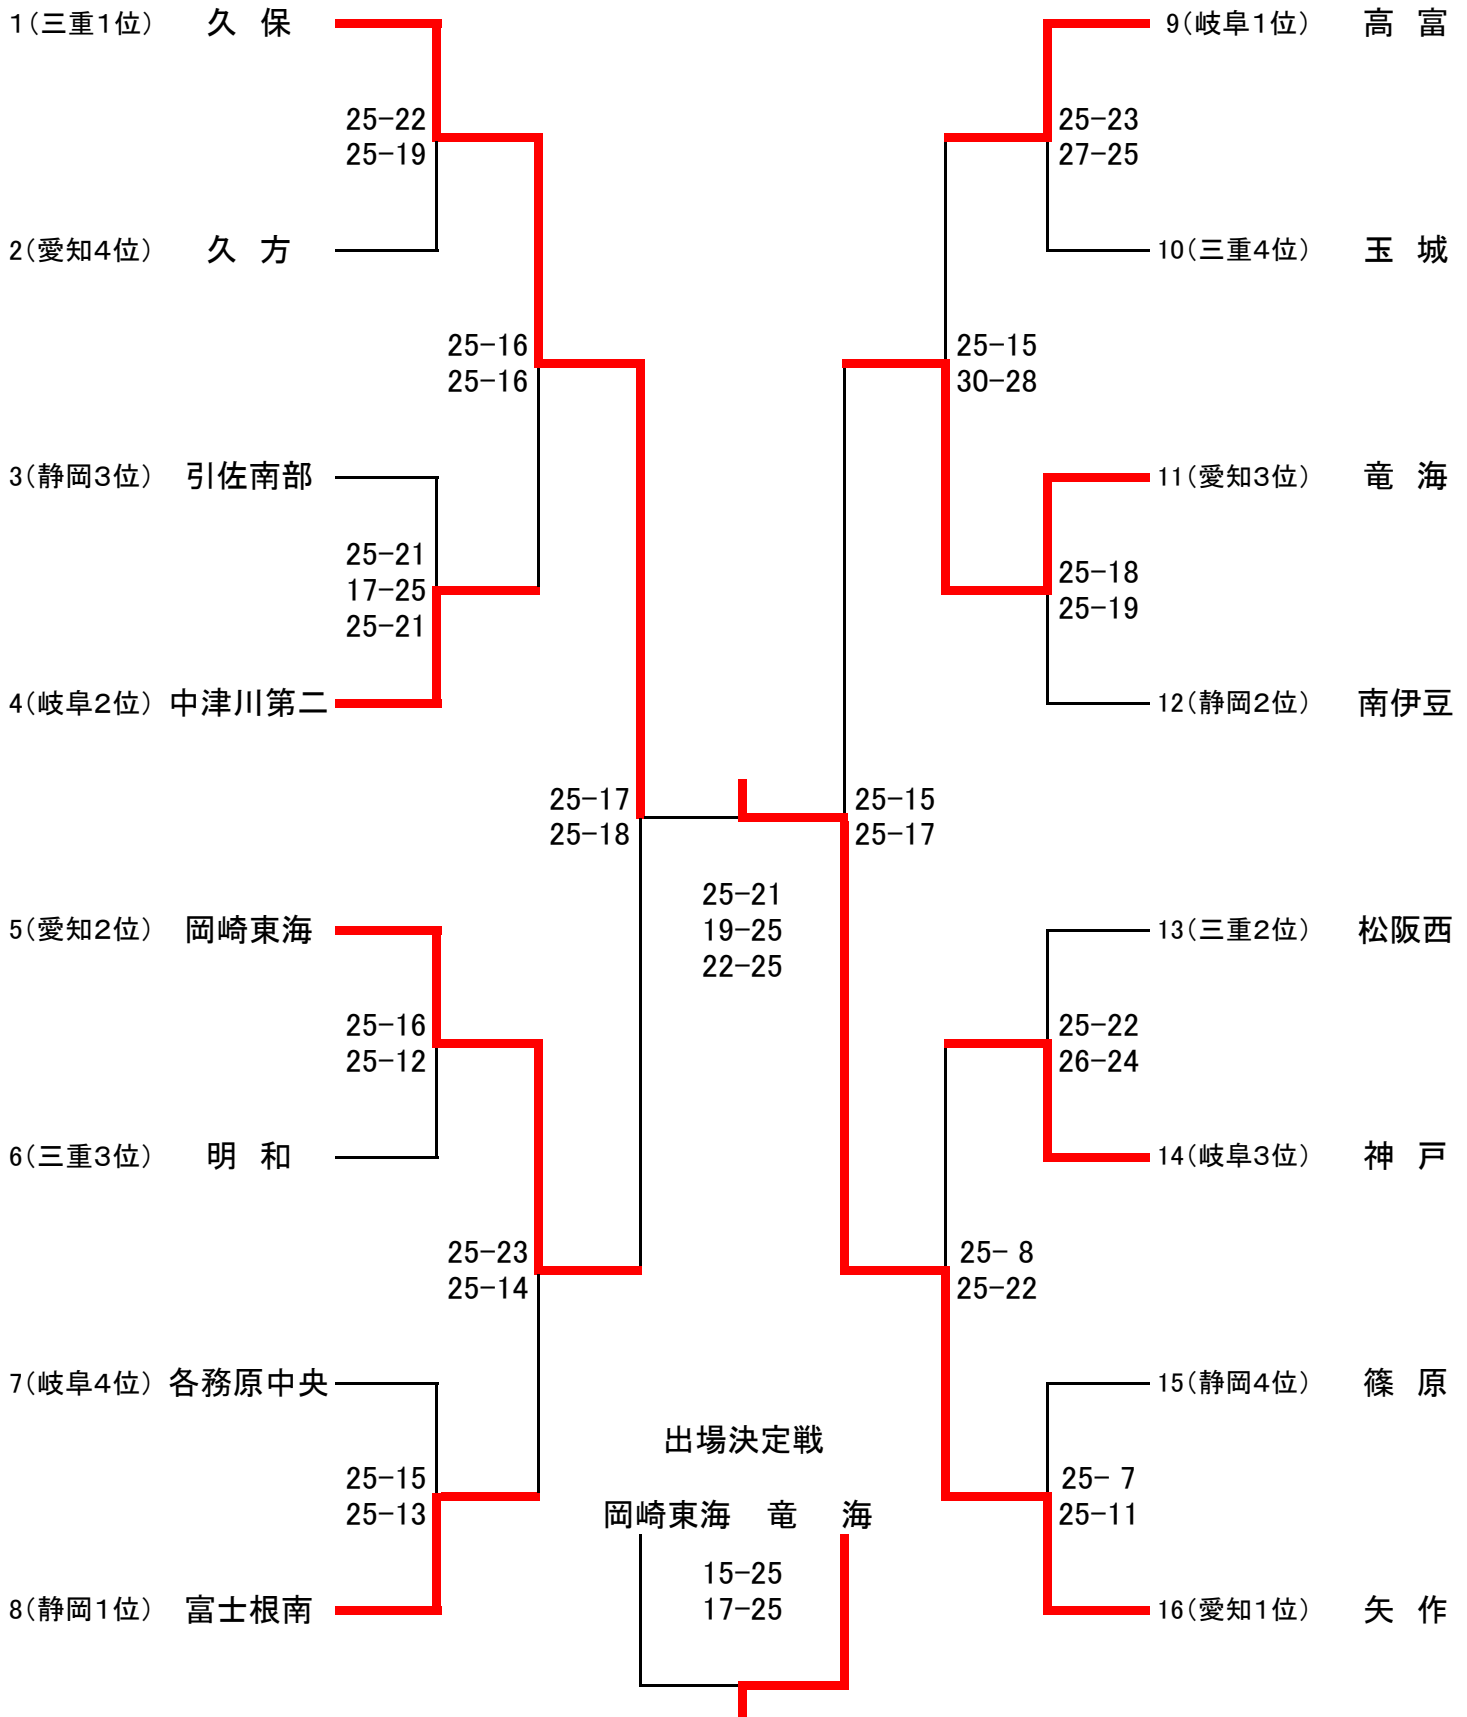 1(三重1位) 久 保
25-22
25-19
2(愛知4位) 久 方
25-16
25-16
3(静岡3位) 引佐南部
25-21
17-25
25-21
4(岐阜2位) 中津川第二
25-17
25-18
5(愛知2位) 岡崎東海
25-16
25-12
6(三重3位) 明 和
25-23
25-14
7(岐阜4位) 各務原中央
25-15
25-13
8(静岡1位) 富士根南
25-21
19-25
22-25
9(岐阜1位) 高 富
25-23
27-25
10(三重4位) 玉 城
25-15
30-28
11(愛知3位) 竜 海
25-18
25-19
12(静岡2位) 南伊豆
25-15
25-17
13(三重2位) 松阪西
25-22
26-24
14(岐阜3位) 神 戸
25- 8
25-22
15(静岡4位) 篠 原
25- 7
25-11
16(愛知1位) 矢 作
出場決定戦
岡崎東海 竜 海
15-25
17-25